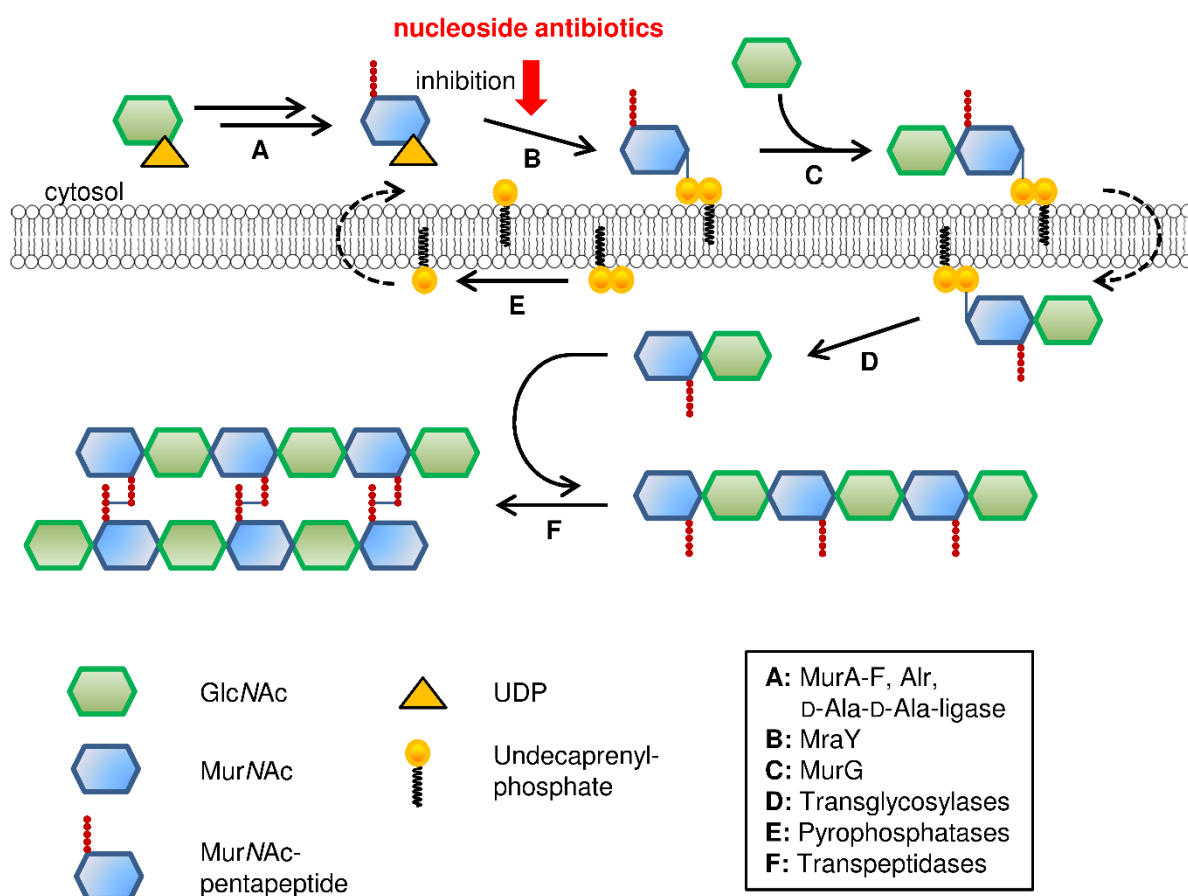 nucleoside antibiotics
inhibition
A
B
C
cytosol
E
D
F
GlcNAc
UDP
MurNAc
Undecaprenyl-
phosphate
MurNAc-
pentapeptide
A: MurA-F, Alr,
D-Ala-D-Ala-ligase
B: MraY
C: MurG
D: Transglycosylases
E: Pyrophosphatases
F: Transpeptidases